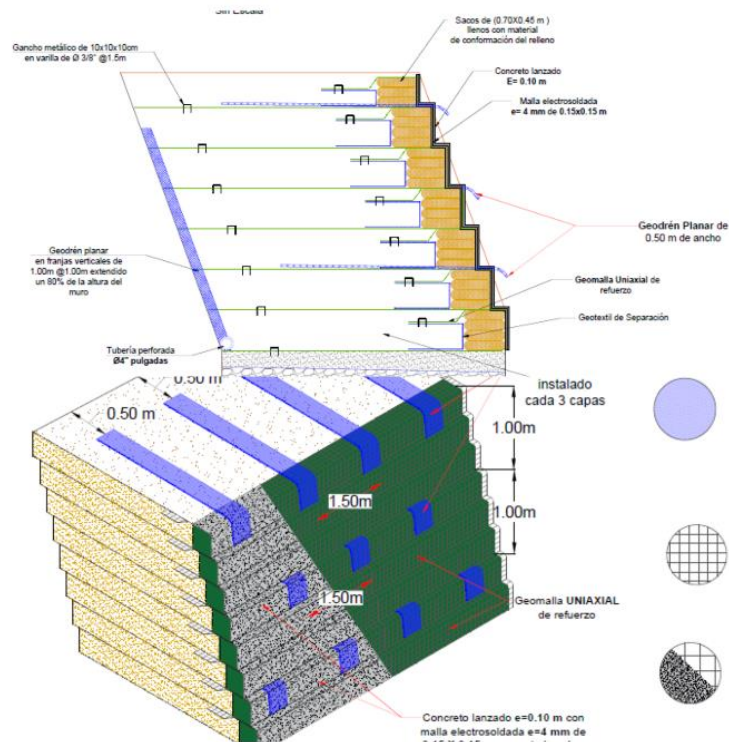 Sin Escala
Sacos de (0.70X0.45 m )
llenos con material
de conformación del relleno
Gancho metálico de 10x10x10cm
en varilla de Ø 3/8" @1.5m
Concreto lanzado
E= 0.10 m
Malla electrosoldada
e= 4 mm de 0.15x0.15 m
Geodrén Planar de
0.50 m de ancho
Geodrén planar
en franjas verticales de
1.00m @1.00m extendido
un 80% de la altura del
muro
Geomalla Uniaxial de
refuerzo
Geotextil de Separación
Tubería perforada
Ø4" pulgadas
instalado
cada 3 capas
0.50 m
0.50 m
1.00m
1.50m
1.00m
1.50m
Geomalla UNIAXIAL
de refuerzo
Concreto lanzado e=0.10 m con
malla electrosoldada e=4 mm de